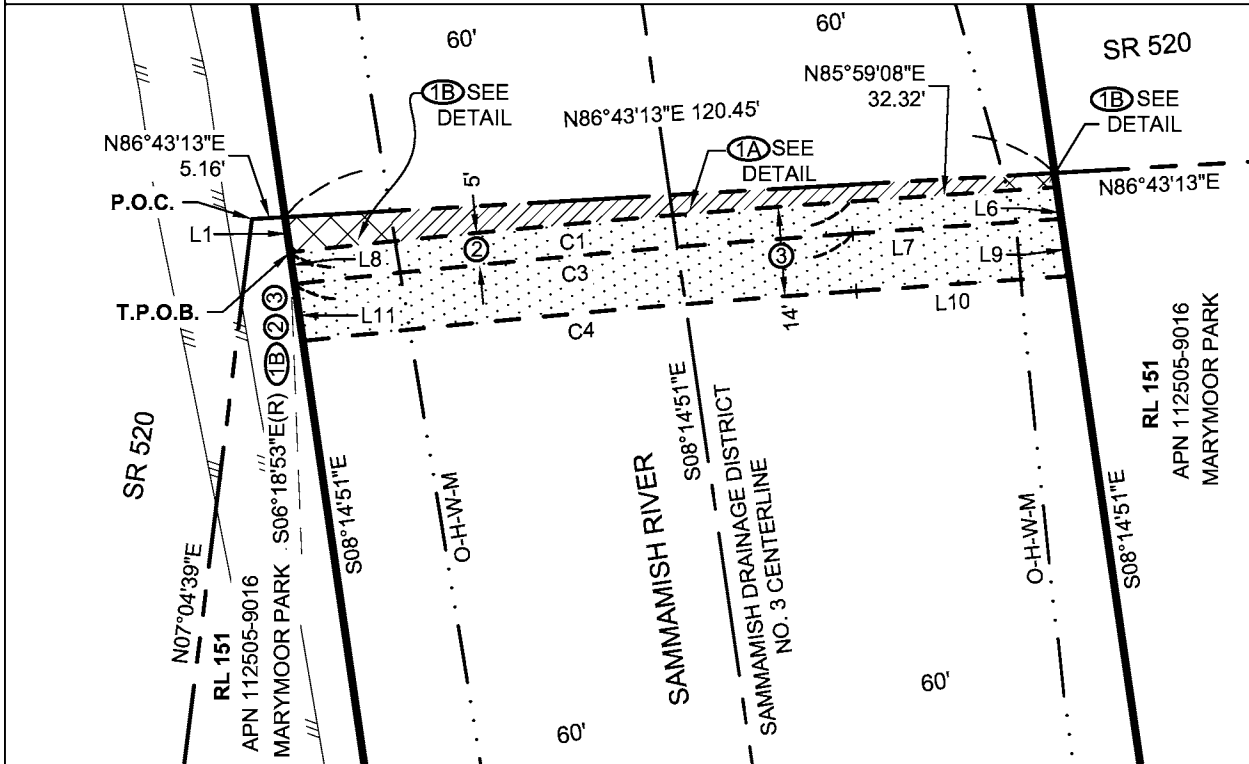 60'
60'
SR 520
1B SEE
DETAIL
N85°59'08"E
32.32'
1B SEE
DETAIL
N86°43'13"E 120.45'
N86°43'13"E
5.16'
1A SEE
DETAIL
N86°43'13"E
P.O.C.
5'
L1
L6
2
C1
3
L7
L8
C3
L9
T.P.O.B.
L11
14'
L10
C4
1B 2 3
SR 520
N07°04'39"E
RL 151
APN 112505-9016
MARYMOOR PARK
S06°18'53"E(R)
S08°14'51"E
O-H-W-M
SAMMAMISH RIVER
S08°14'51"E
SAMMAMISH DRAINAGE DISTRICT
NO. 3 CENTERLINE
O-H-W-M
S08°14'51"E
RL 151
APN 112505-9016
MARYMOOR PARK
60'
60'